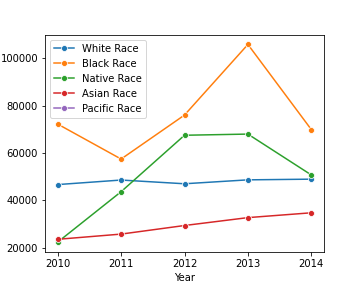 White Race
Black Race
Native Race
Asian Race
Pacific Race
100000
80000
60000
40000
20000
2010 2011 2012 2013 2014
Year